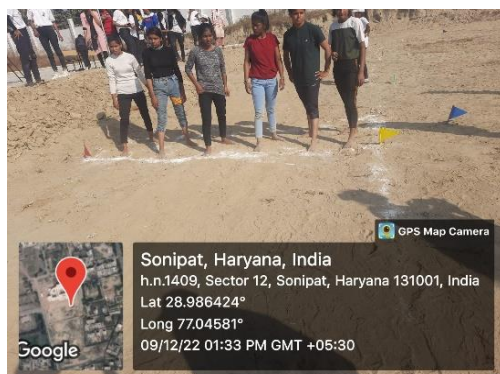 GPS Map Camera
Google
Sonipat, Haryana, India
h.n.1409, Sector 12, Sonipat, Haryana 131001, India
Lat 28.986424°
Long 77.04581°
09/12/22 01:33 PM GMT +05:30